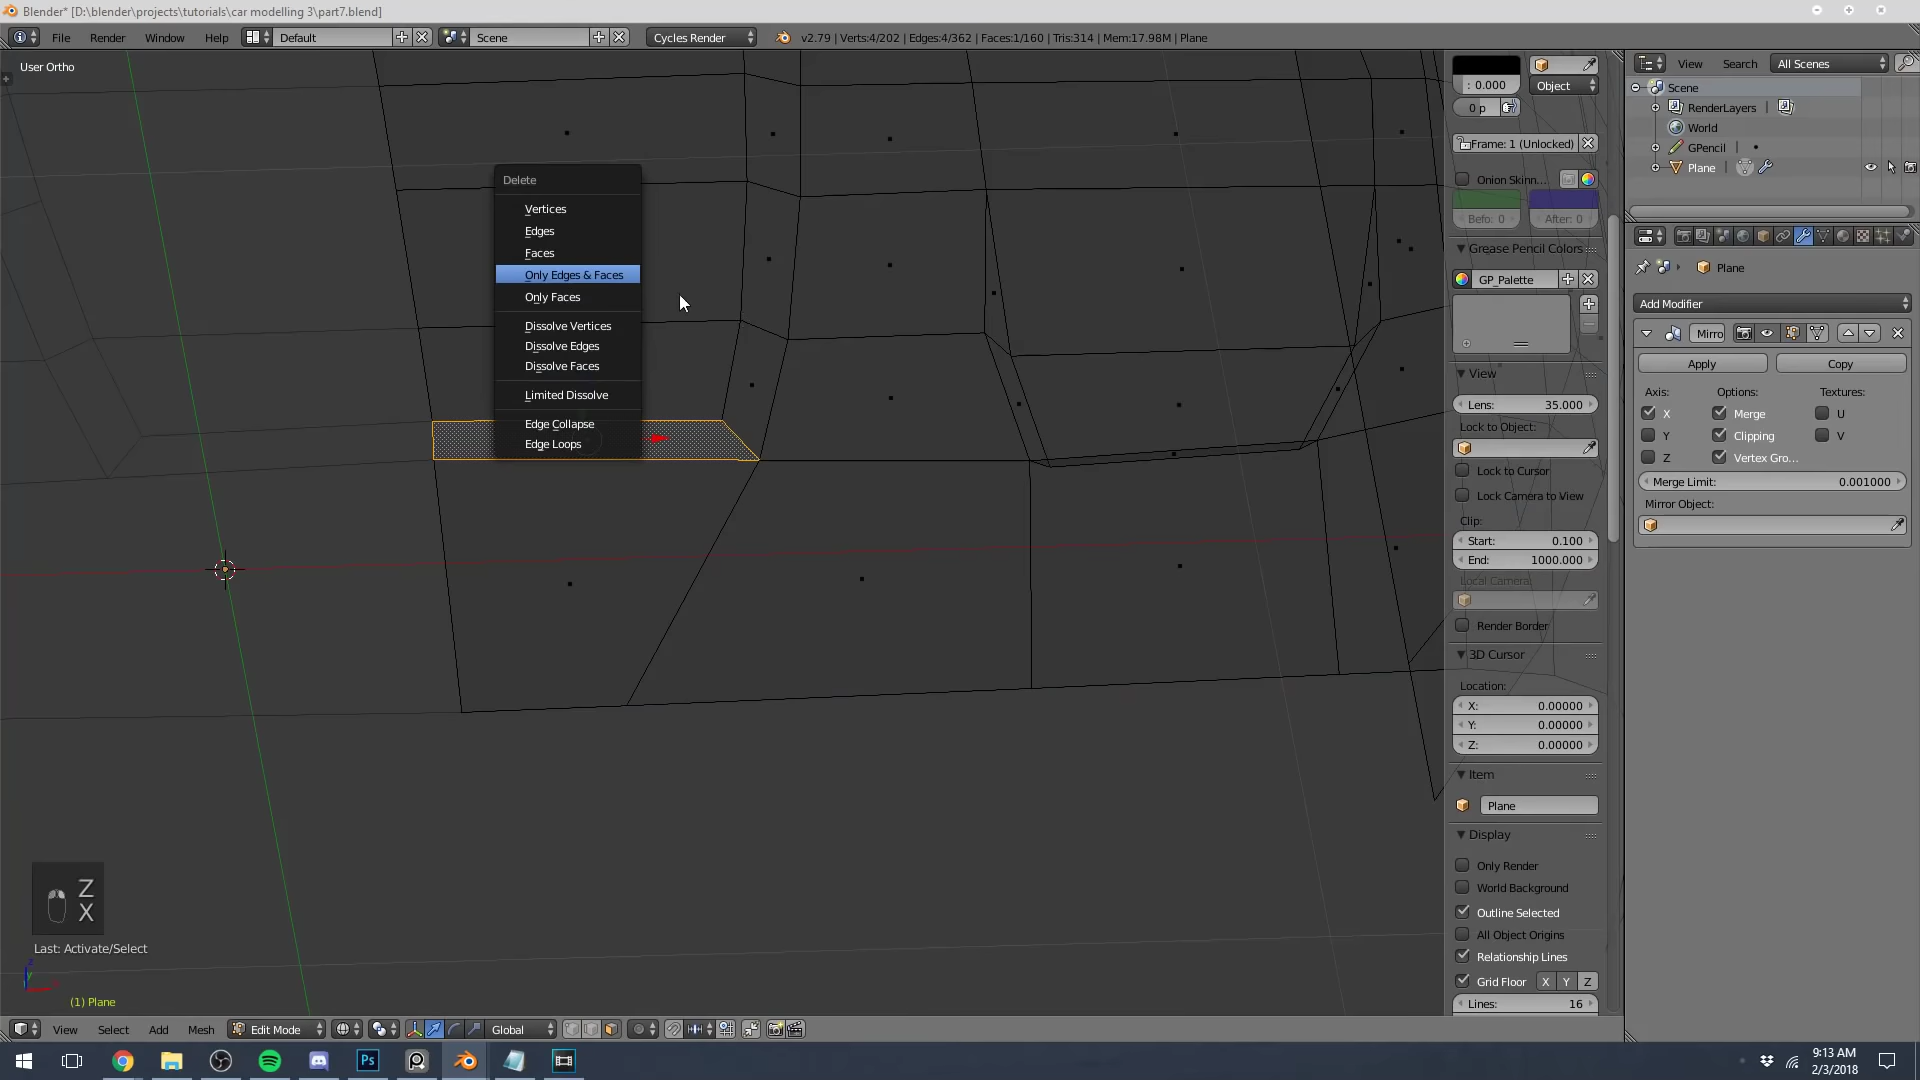 Blender* [D:\blender\projects\tutorials\car modelling 3\part7.blend]
File Render Window Help Default Scene Cycles Render v2.79 | Verts:4/202 | Edges:4/362 | Faces:1/160 | Tris:314 | Mem:17.98M | Plane
User Ortho
Delete
Vertices
Edges
Faces
Only Edges & Faces
Only Faces
Dissolve Vertices
Dissolve Edges
Dissolve Faces
Limited Dissolve
Edge Collapse
Edge Loops
Z
X
Last: Activate/Select
(1) Plane
View Select Add Mesh Edit Mode Global
: 0.000
Object
0 p
Frame: 1 (Unlocked)
Onion Skinn...
Befo: 0 After: 0
Grease Pencil Colors
GP_Palette
View
Lens: 35.000
Lock to Object:
Lock to Cursor
Lock Camera to View
Clip:
Start: 0.100
End: 1000.000
Local Camera:
Render Border
3D Cursor
Location:
X: 0.00000
Y: 0.00000
Z: 0.00000
Item
Plane
Display
Only Render
World Background
Outline Selected
All Object Origins
Relationship Lines
Grid Floor X Y Z
Lines: 16
View Search All Scenes
Scene
RenderLayers
World
GPencil
Plane
Plane
Add Modifier
Mirro
Apply Copy
Axis: Options: Textures:
X Merge U
Y Clipping V
Z Vertex Gro...
Merge Limit: 0.001000
Mirror Object:
Ps
9:13 AM
2/3/2018